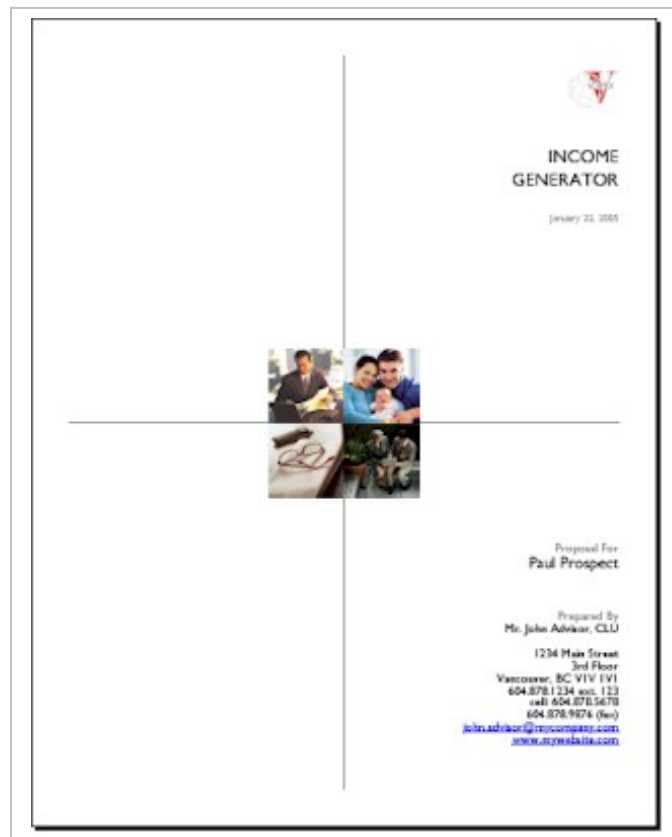 INCOME
GENERATOR
January 22, 2005
Proposal For
Paul Prospect
Prepared By
Mr. John Advisor, CLU
1234 Main Street
3rd Floor
Vancouver, BC V1V 1V1
604.878.1234 ext. 123
cell 604.878.5678
604.878.9876 (fax)
john.advisor@mycompany.com
www.mywebsite.com